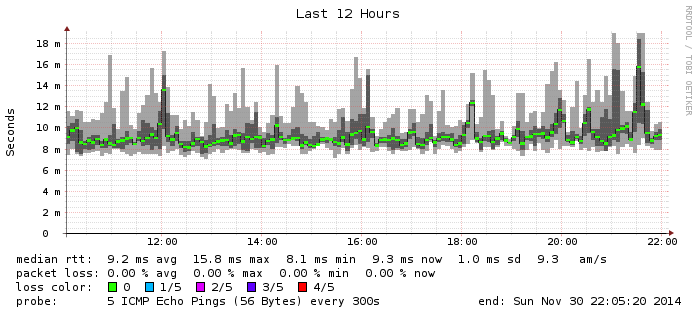 Last 12 Hours
RRDTOOL / TOBI OETIKER
Seconds
18 m
16 m
14 m
12 m
10 m
8 m
6 m
4 m
2 m
0
12:00 14:00 16:00 18:00 20:00 22:00
median rtt: 9.2 ms avg 15.8 ms max 8.1 ms min 9.3 ms now 1.0 ms sd 9.3 am/s
packet loss: 0.00 % avg 0.00 % max 0.00 % min 0.00 % now
loss color: 0 1/5 2/5 3/5 4/5
probe: 5 ICMP Echo Pings (56 Bytes) every 300s end: Sun Nov 30 22:05:20 2014